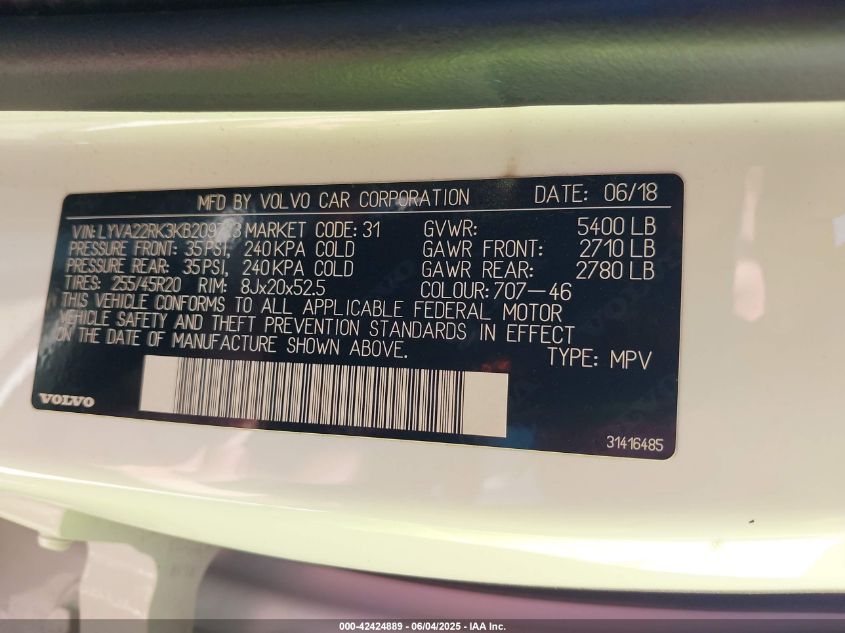 MFD BY VOLVO CAR CORPORATION DATE: 06/18
VIN: MARKET CODE: 31 GVWR: 5400 LB
PRESSURE FRONT: 35PSI, 240KPA COLD GAWR FRONT: 2710 LB
PRESSURE REAR: 35PSI, 240KPA COLD GAWR REAR: 2780 LB
TIRES: 255/45R20 RIM: 8Jx20x52.5 COLOUR: 707-46
THIS VEHICLE CONFORMS TO ALL APPLICABLE FEDERAL MOTOR
VEHICLE SAFETY AND THEFT PREVENTION STANDARDS IN EFFECT
ON THE DATE OF MANUFACTURE SHOWN ABOVE. TYPE: MPV
VOLVO
31416485
000-42424889 - 06/04/2025 - IAA Inc.